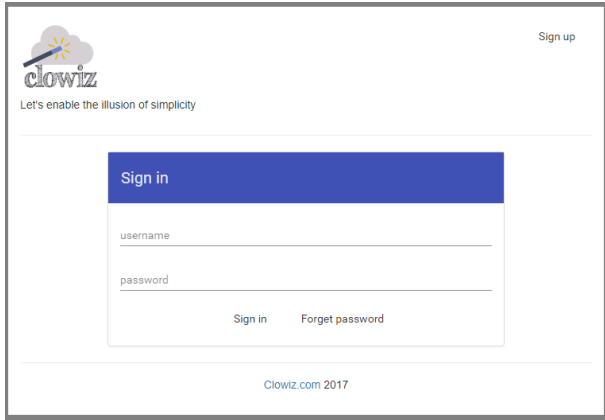 Sign up
clowiz
Let's enable the illusion of simplicity
Sign in
username
password
Sign in Forget password
Clowiz.com 2017